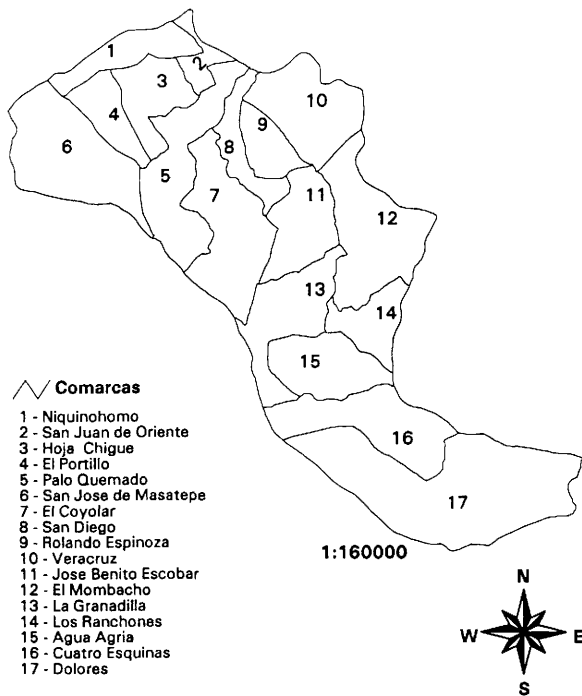 1
2
3
10
4
9
6
8
5
7
11
12
13
14
15
16
17
Comarcas
1 - Niquinohomo
2 - San Juan de Oriente
3 - Hoja Chigue
4 - El Portillo
5 - Palo Quemado
6 - San Jose de Masatepe
7 - El Coyolar
8 - San Diego
9 - Rolando Espinoza
10 - Veracruz
11 - Jose Benito Escobar
12 - El Mombacho
13 - La Granadilla
14 - Los Ranchones
15 - Agua Agria
16 - Cuatro Esquinas
17 - Dolores
1:160000
N
W E
S